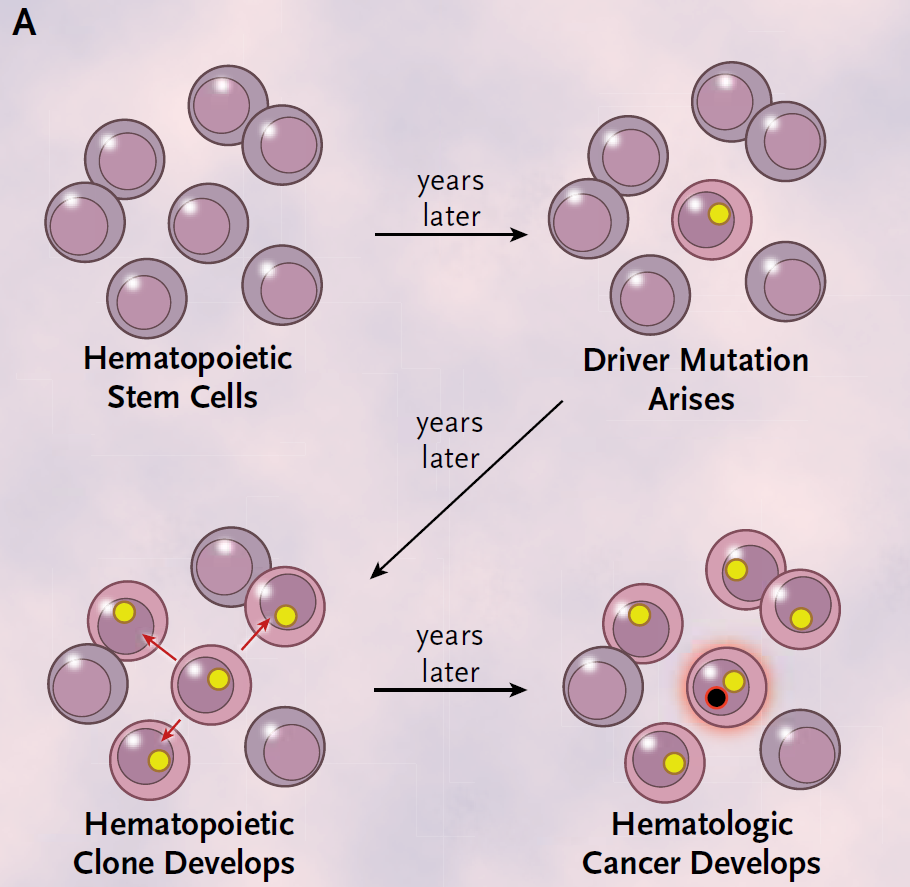 A
years
later
Hematopoietic
Stem Cells
Driver Mutation
Arises
years
later
years
later
Hematopoietic
Clone Develops
Hematologic
Cancer Develops